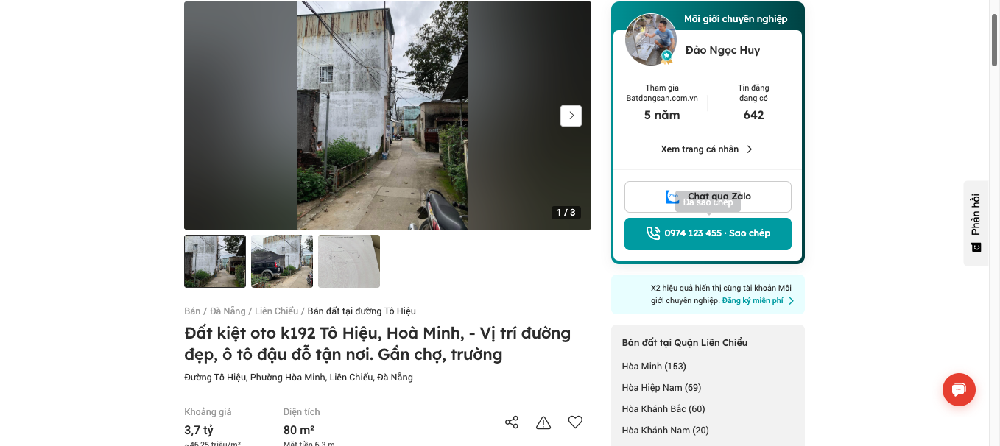 Môi giới chuyên nghiệp
Đào Ngọc Huy
Tham gia
Batdongsan.com.vn
5 năm
Tin đăng
đang có
642
Xem trang cá nhân
Zalo
Chat qua Zalo
Đã sao chép
0974 123 455 · Sao chép
X2 hiệu quả hiển thị cùng tài khoản Môi
giới chuyên nghiệp. Đăng ký miễn phí
1 / 3
Bán / Đà Nẵng / Liên Chiểu / Bán đất tại đường Tô Hiệu
Đất kiệt oto k192 Tô Hiệu, Hoà Minh, - Vị trí đường
đẹp, ô tô đậu đỗ tận nơi. Gần chợ, trường
Đường Tô Hiệu, Phường Hòa Minh, Liên Chiểu, Đà Nẵng
Khoảng giá
3,7 tỷ
~46,25 triệu/m²
Diện tích
80 m²
Mặt tiền 6,3 m
Bán đất tại Quận Liên Chiểu
Hòa Minh (153)
Hòa Hiệp Nam (69)
Hòa Khánh Bắc (60)
Hòa Khánh Nam (20)
Phản hồi